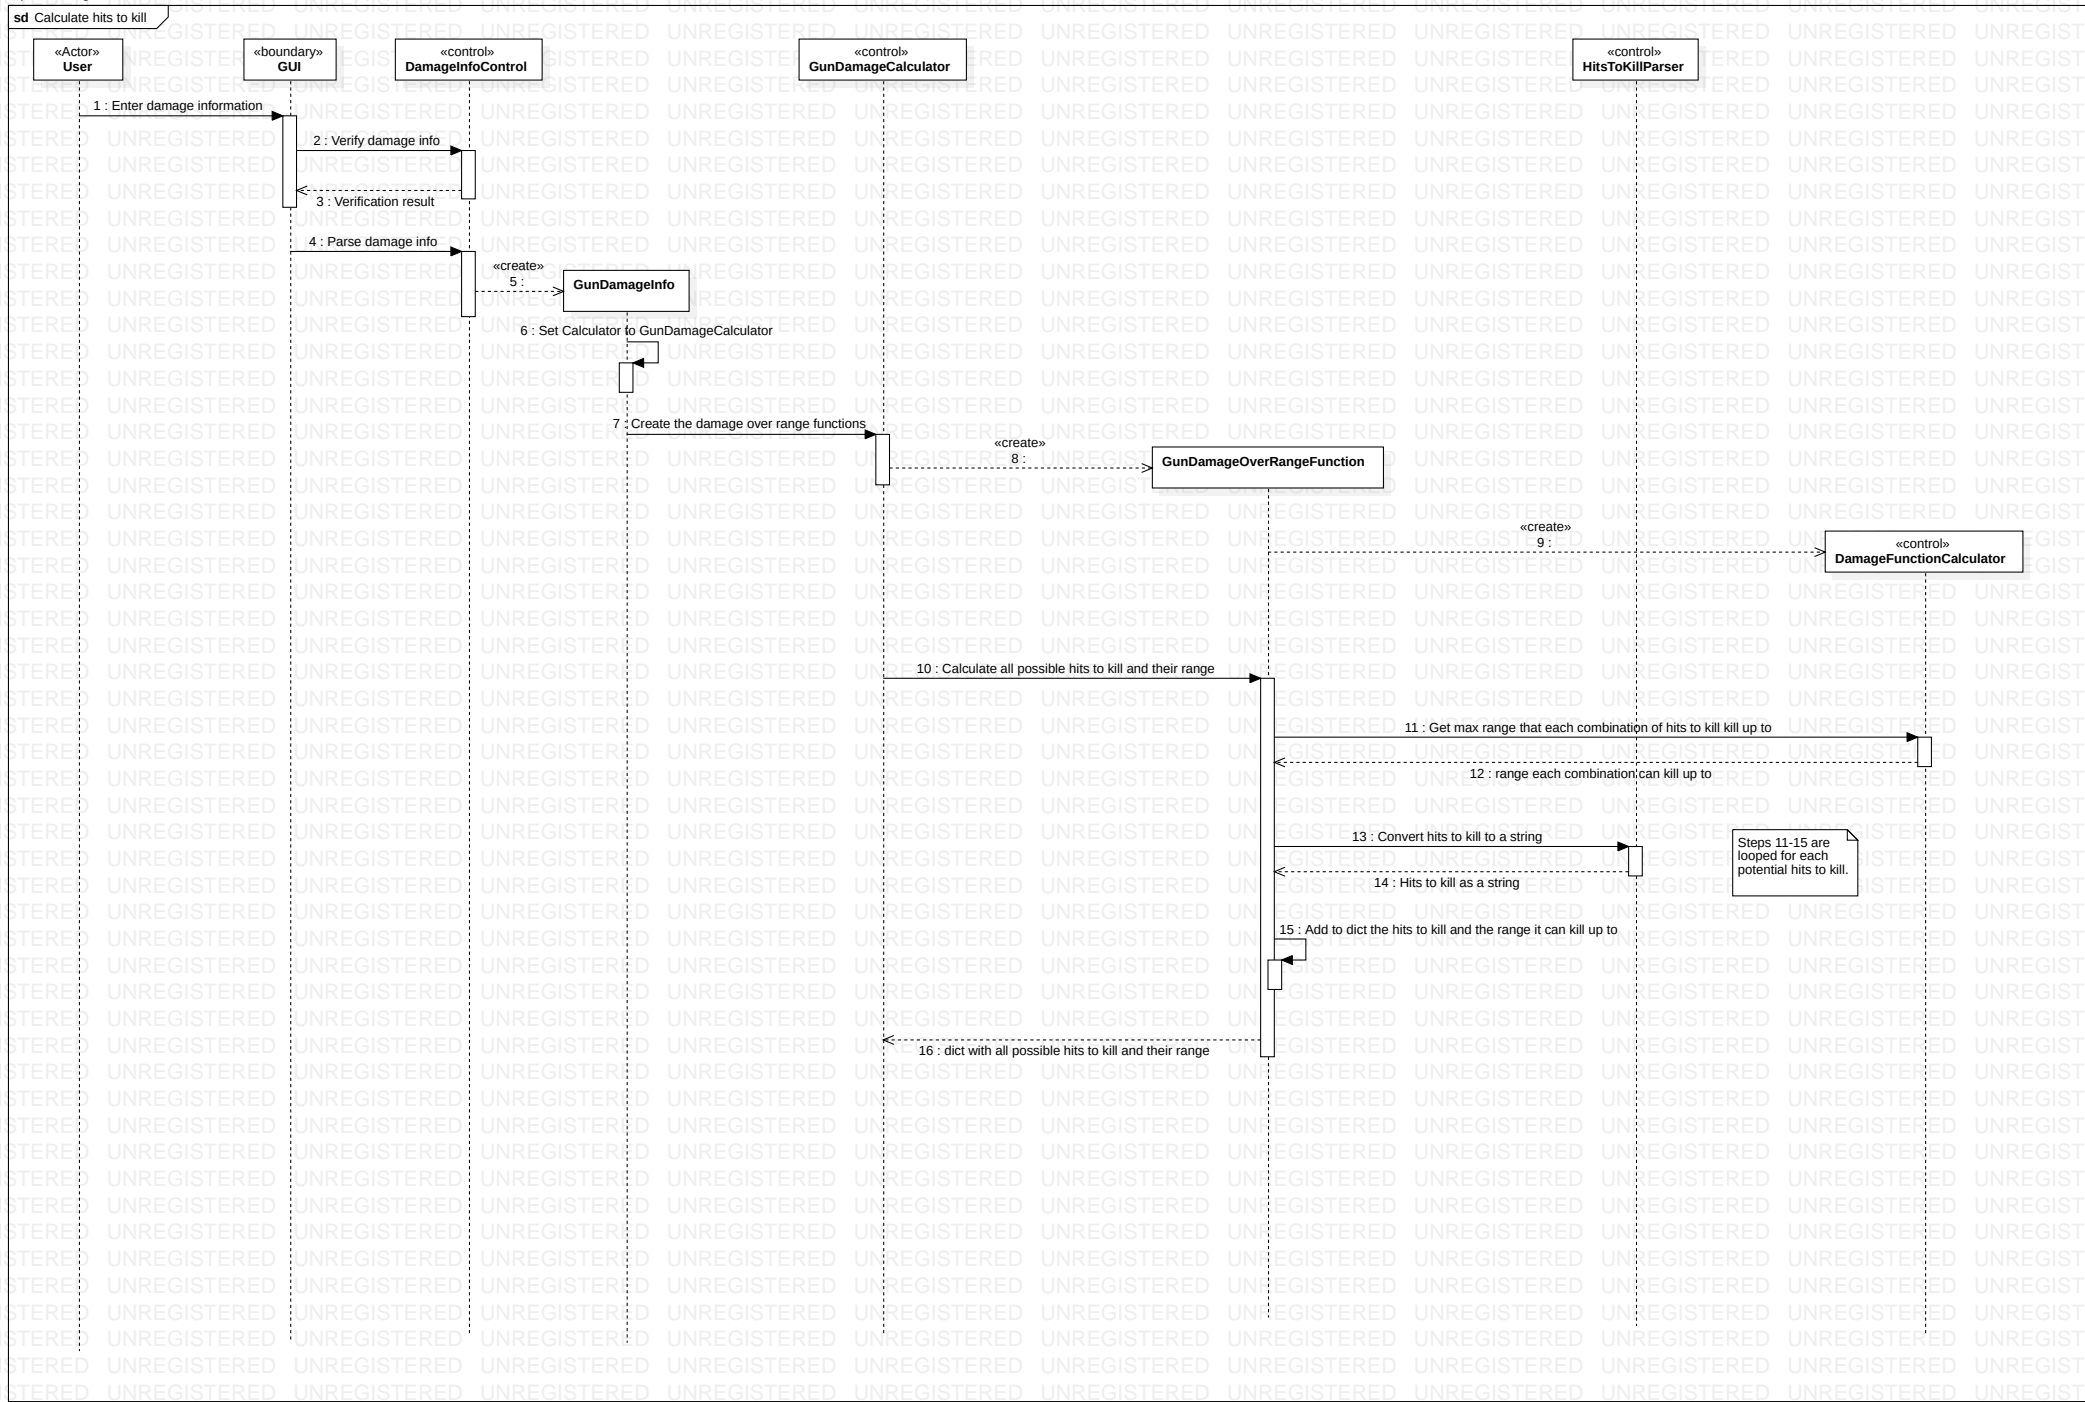 sd Calculate hits to kill
«Actor»
User
«boundary»
GUI
«control»
DamageInfoControl
«control»
GunDamageCalculator
«control»
HitsToKillParser
1 : Enter damage information
2 : Verify damage info
3 : Verification result
4 : Parse damage info
«create»
5 :
GunDamageInfo
6 : Set Calculator to GunDamageCalculator
7 : Create the damage over range functions
«create»
8 :
GunDamageOverRangeFunction
«create»
9 :
«control»
DamageFunctionCalculator
10 : Calculate all possible hits to kill and their range
11 : Get max range that each combination of hits to kill kill up to
12 : range each combination can kill up to
13 : Convert hits to kill to a string
14 : Hits to kill as a string
Steps 11-15 are
looped for each
potential hits to kill.
15 : Add to dict the hits to kill and the range it can kill up to
16 : dict with all possible hits to kill and their range
UNREGISTERED